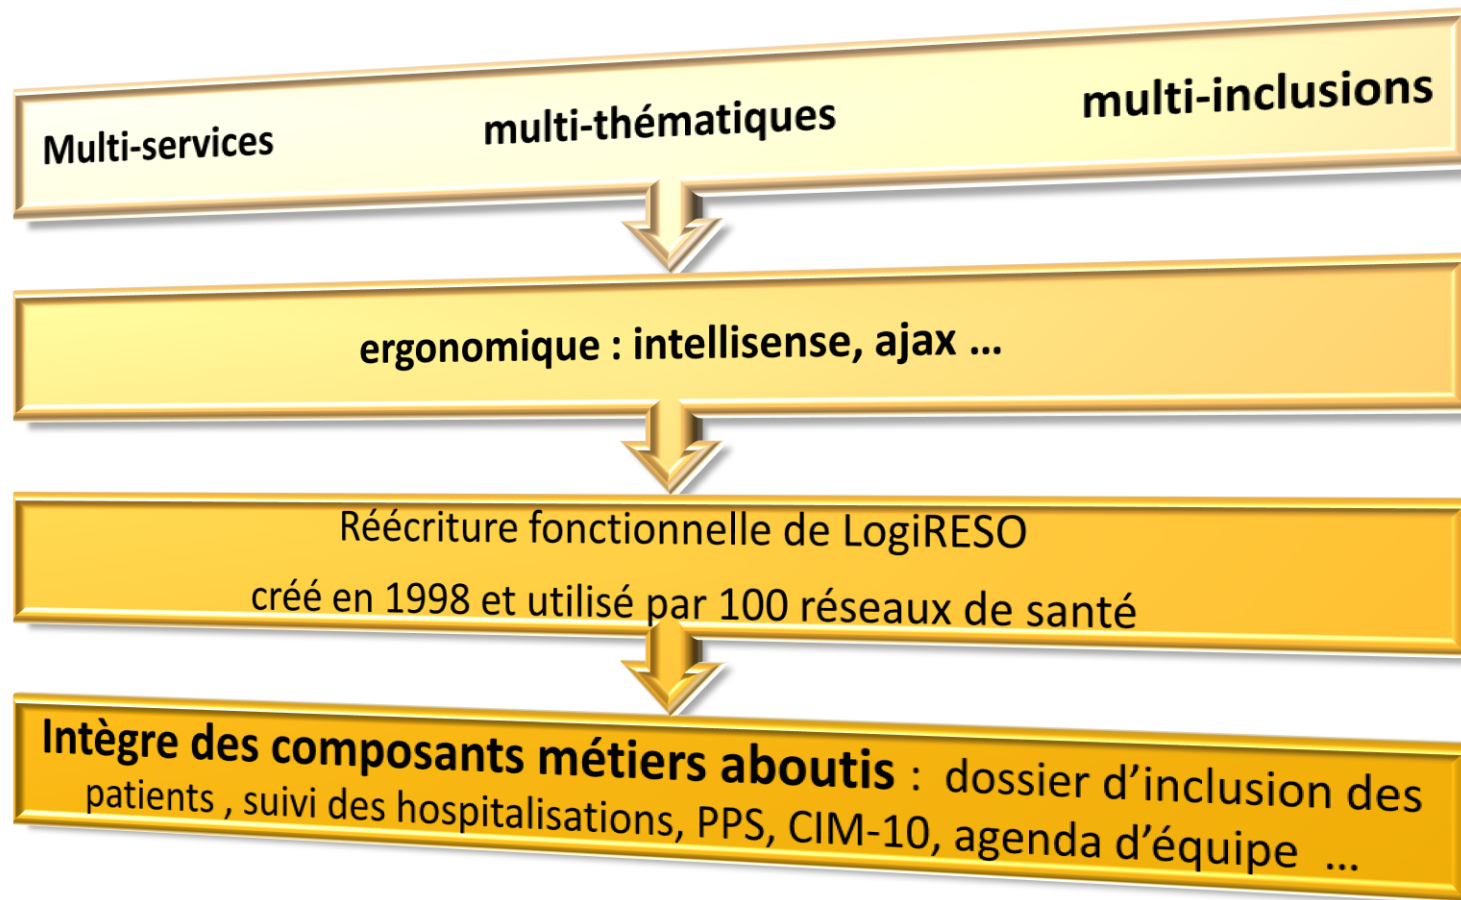 Multi-services multi-thématiques multi-inclusions
ergonomique : intellisense, ajax ...
Réécriture fonctionnelle de LogiRESO
créé en 1998 et utilisé par 100 réseaux de santé
Intègre des composants métiers aboutis : dossier d’inclusion des
patients , suivi des hospitalisations, PPS, CIM-10, agenda d’équipe ...